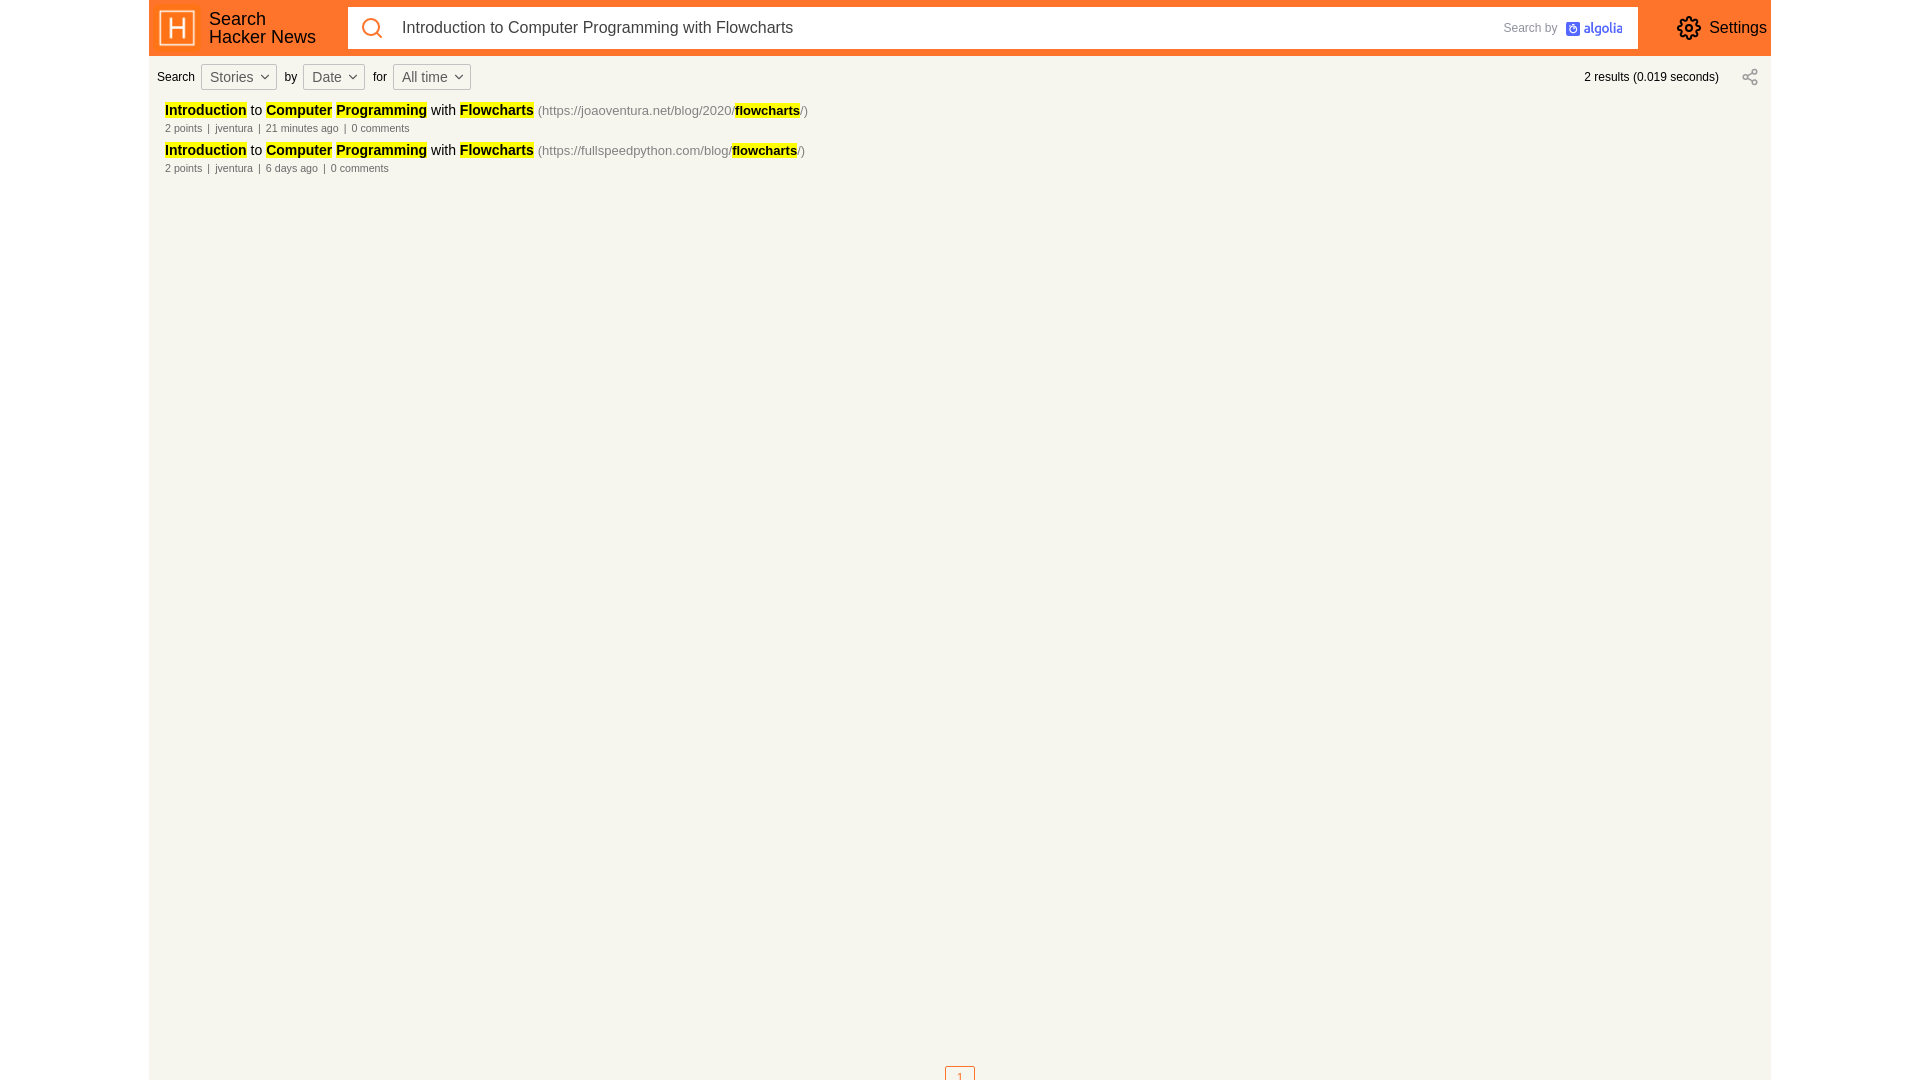 Search
Hacker News
Introduction to Computer Programming with Flowcharts
Search by algolia
Settings
Search Stories by Date for All time
2 results (0.019 seconds)
Introduction to Computer Programming with Flowcharts (https://joaoventura.net/blog/2020/flowcharts/)
2 points | jventura | 21 minutes ago | 0 comments
Introduction to Computer Programming with Flowcharts (https://fullspeedpython.com/blog/flowcharts/)
2 points | jventura | 6 days ago | 0 comments
1